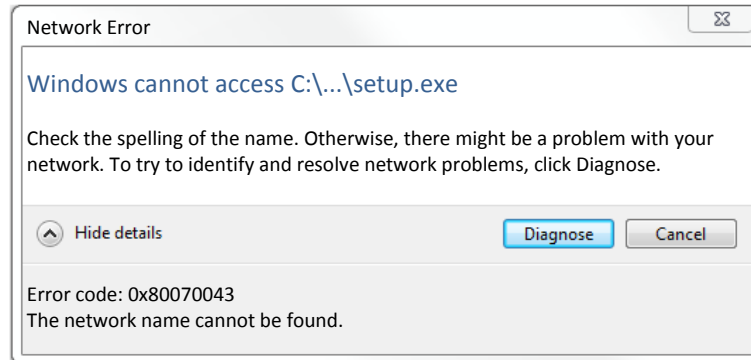 Network Error
Windows cannot access C:\...\setup.exe
Check the spelling of the name. Otherwise, there might be a problem with your
network. To try to identify and resolve network problems, click Diagnose.
Hide details
Diagnose
Cancel
Error code: 0x80070043
The network name cannot be found.